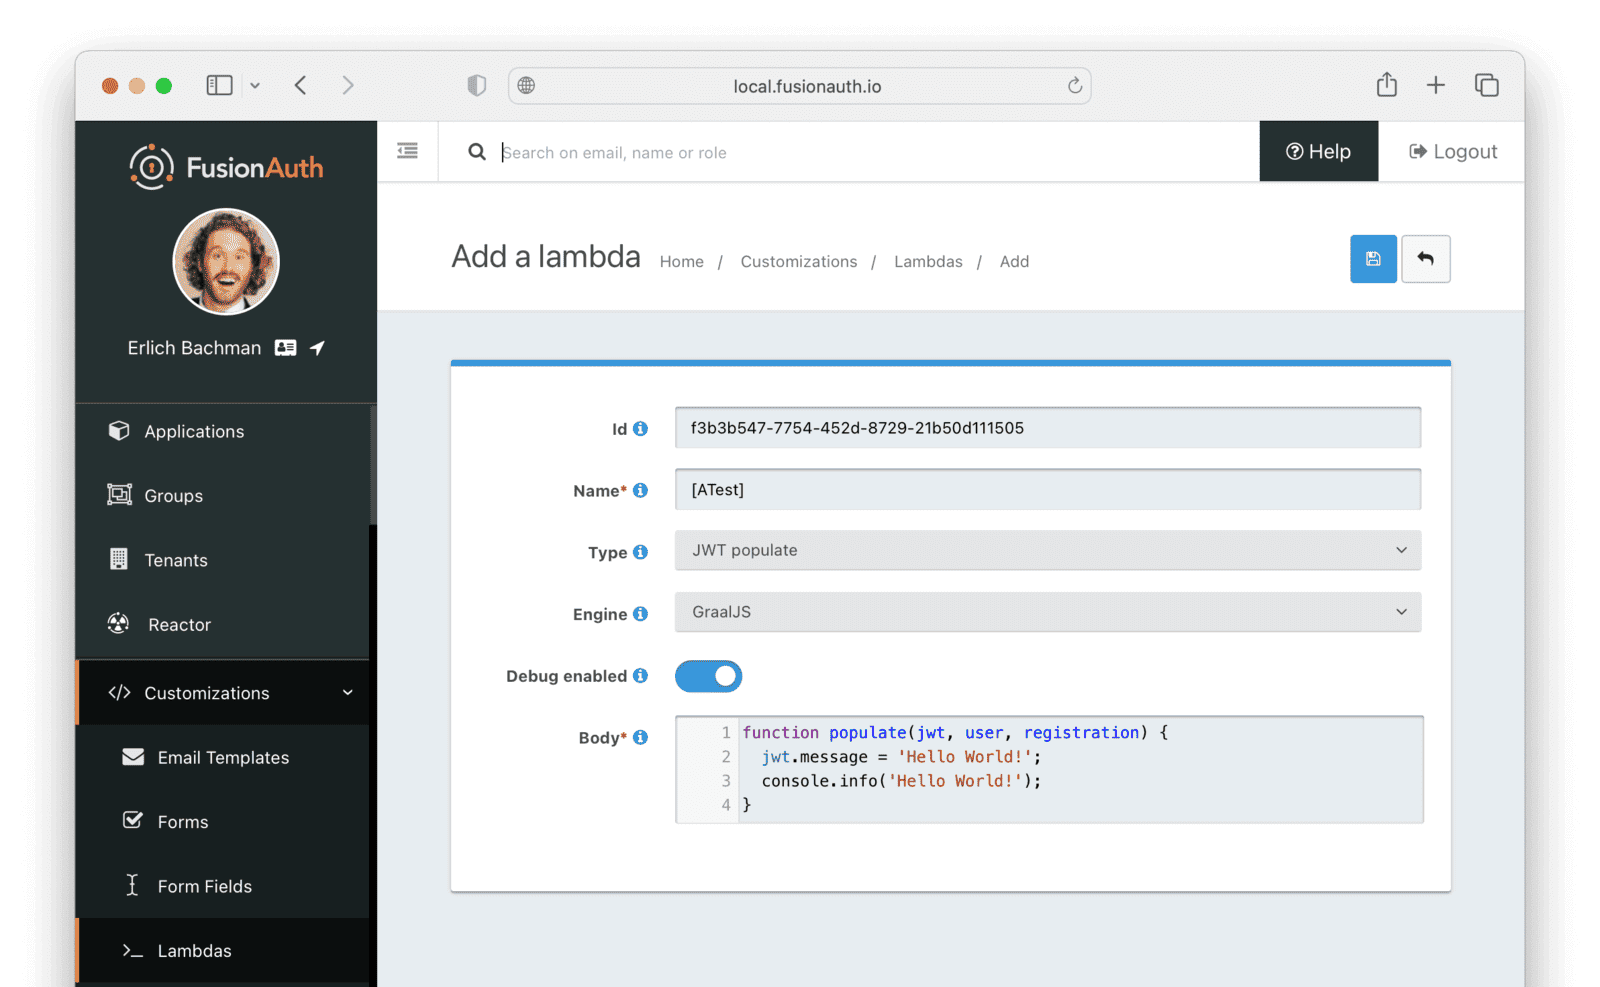 local.fusionauth.io
FusionAuth
Search on email, name or role
Help
Logout
Erlich Bachman
Applications
Groups
Tenants
Reactor
Customizations
Email Templates
Forms
Form Fields
Lambdas
Add a lambda Home / Customizations / Lambdas / Add
Id f3b3b547-7754-452d-8729-21b50d111505
Name* [ATest]
Type JWT populate
Engine GraalJS
Debug enabled
Body*
1 function populate(jwt, user, registration) {
2   jwt.message = 'Hello World!';
3   console.info('Hello World!');
4 }